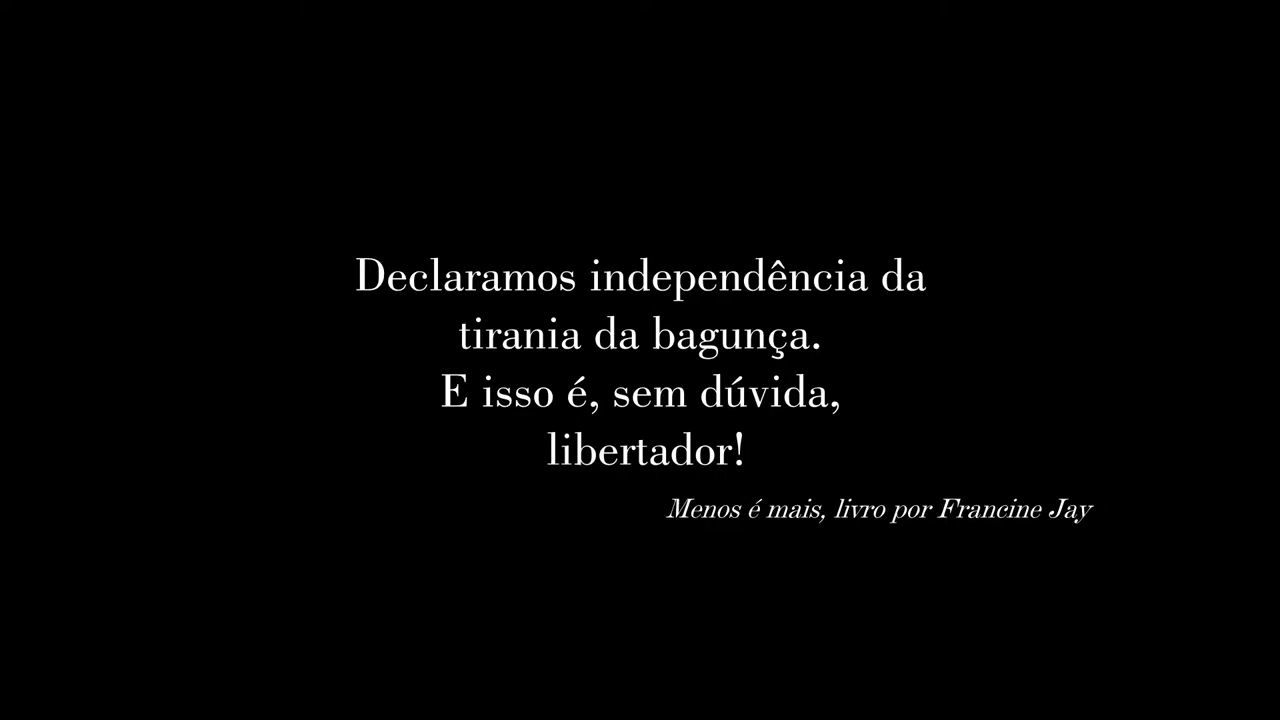 Declaramos independência da
tirania da bagunça.
E isso é, sem dúvida,
libertador!
Menos é mais, livro por Francine Jay